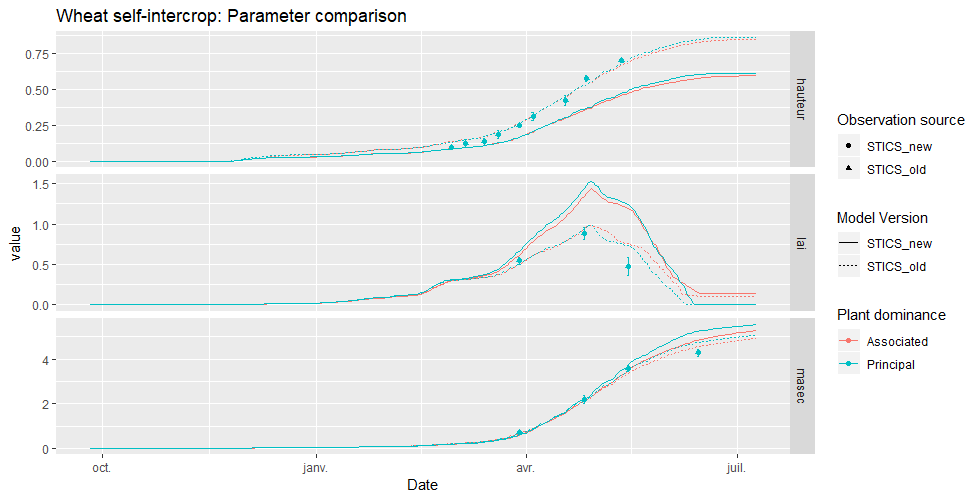 Wheat self-intercrop: Parameter comparison
0.75
0.50
0.25
0.00
hauteur
1.5
1.0
0.5
0.0
lai
4
2
0
masec
value
oct.
janv.
avr.
juil.
Date
Observation source
STICS_new
STICS_old
Model Version
STICS_new
STICS_old
Plant dominance
Associated
Principal